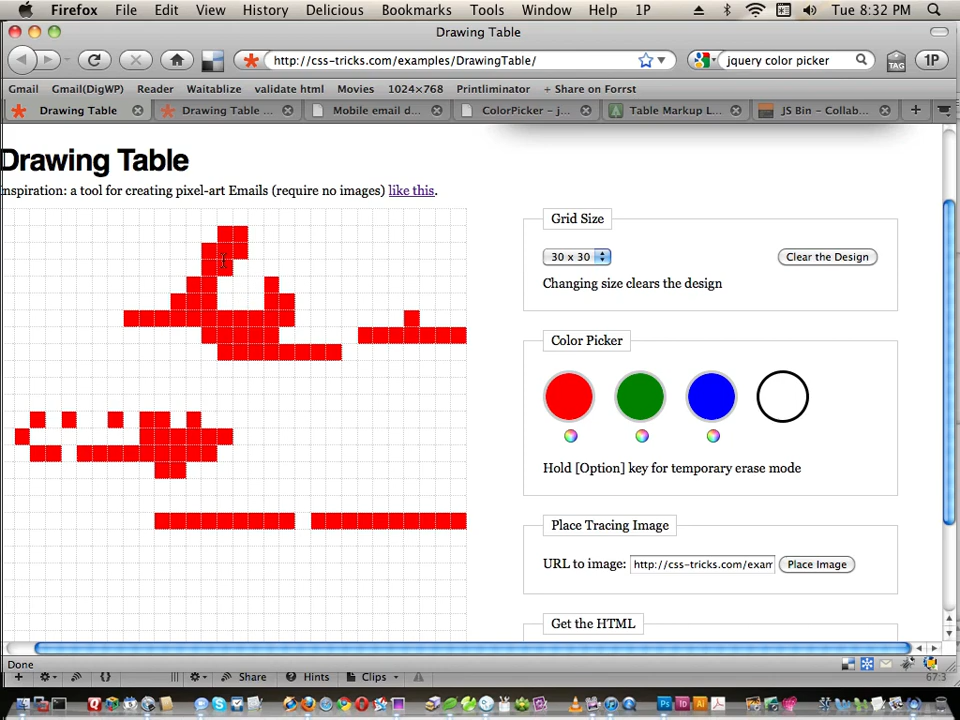 Firefox File Edit View History Delicious Bookmarks Tools Window Help 1P Tue 8:32 PM
Drawing Table
http://css-tricks.com/examples/DrawingTable/ jquery color picker TAG 1P
Gmail Gmail(DigWP) Reader Waitablize validate html Movies 1024×768 Printliminator + Share on Forrst
Drawing Table Drawing Table ... Mobile email d... ColorPicker – j... Table Markup L... JS Bin – Collab...
Drawing Table
nspiration: a tool for creating pixel-art Emails (require no images) like this.
Grid Size
30 x 30 Clear the Design
Changing size clears the design
Color Picker
Hold [Option] key for temporary erase mode
Place Tracing Image
URL to image: http://css-tricks.com/exam Place Image
Get the HTML
Done
Share Hints Clips 67:3